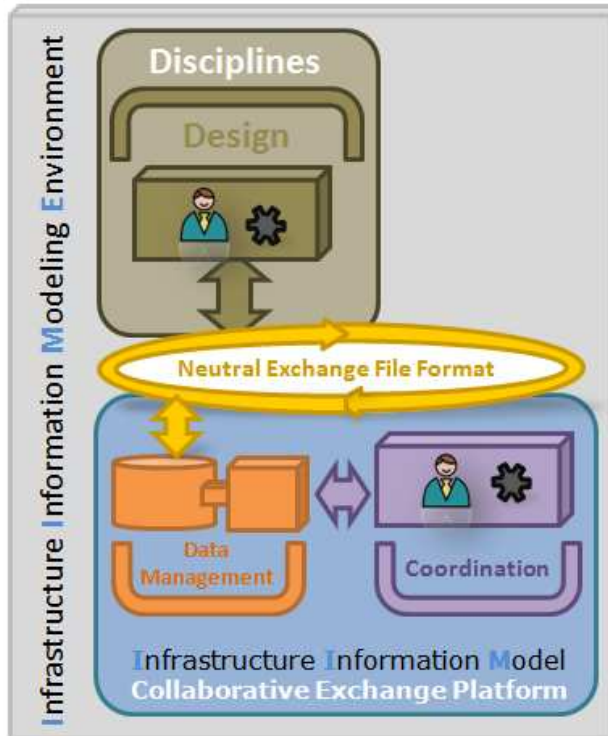 Infrastructure Information Modeling Environment
Disciplines
Design
Neutral Exchange File Format
Data
Management
Coordination
Infrastructure Information Model
Collaborative Exchange Platform